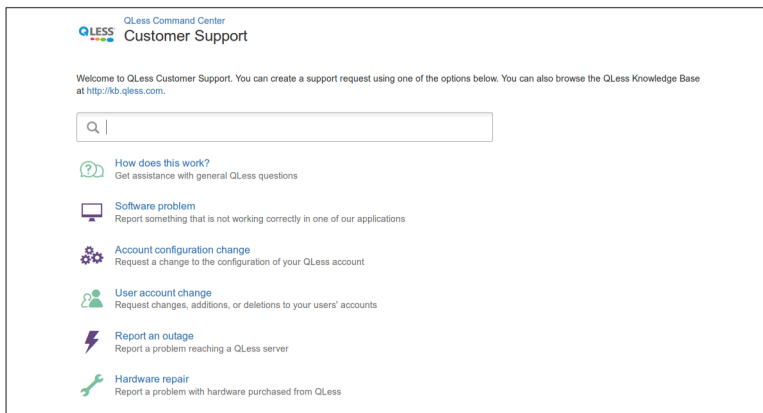 QLess Command Center
QLESS
Customer Support
Welcome to QLess Customer Support. You can create a support request using one of the options below. You can also browse the QLess Knowledge Base
at http://kb.qless.com.
How does this work?
Get assistance with general QLess questions
Software problem
Report something that is not working correctly in one of our applications
Account configuration change
Request a change to the configuration of your QLess account
User account change
Request changes, additions, or deletions to your users' accounts
Report an outage
Report a problem reaching a QLess server
Hardware repair
Report a problem with hardware purchased from QLess